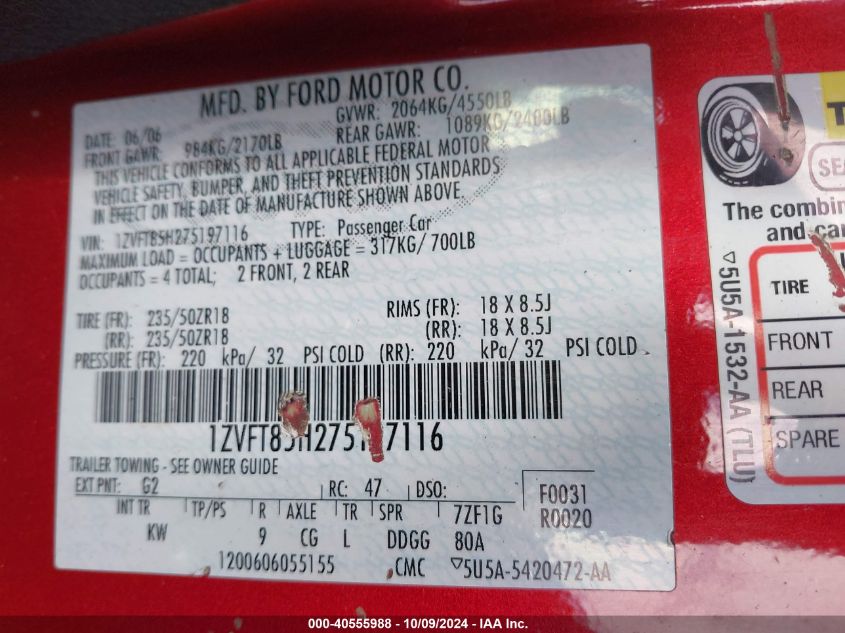 MFD. BY FORD MOTOR CO.
DATE: 06/06 GVWR: 2064KG/4550LB
FRONT GAWR: 984KG/2170LB REAR GAWR: 1089KG/2400LB
THIS VEHICLE CONFORMS TO ALL APPLICABLE FEDERAL MOTOR
VEHICLE SAFETY, BUMPER, AND THEFT PREVENTION STANDARDS
IN EFFECT ON THE DATE OF MANUFACTURE SHOWN ABOVE.
VIN: 1ZVFT85H275197116 TYPE: Passenger Car
MAXIMUM LOAD = OCCUPANTS + LUGGAGE = 317KG/ 700LB
OCCUPANTS = 4 TOTAL; 2 FRONT, 2 REAR
TIRE (FR): 235/50ZR18 RIMS (FR): 18 X 8.5J
(RR): 235/50ZR18 (RR): 18 X 8.5J
PRESSURE (FR): 220 kPa/ 32 PSI COLD (RR): 220 kPa/ 32 PSI COLD
1ZVFT85H275197116
TRAILER TOWING - SEE OWNER GUIDE
EXT PNT: G2 RC: 47 DSO: F0031
INT TR TP/PS R AXLE TR SPR 7ZF1G R0020
KW 9 CG L DDGG 80A
1200606055155 CMC ▽5U5A-5420472-AA
The combin
and car
▽5U5A-1532-AA (TLU)
TIRE
FRONT
REAR
SPARE
000-40555988 - 10/09/2024 - IAA Inc.